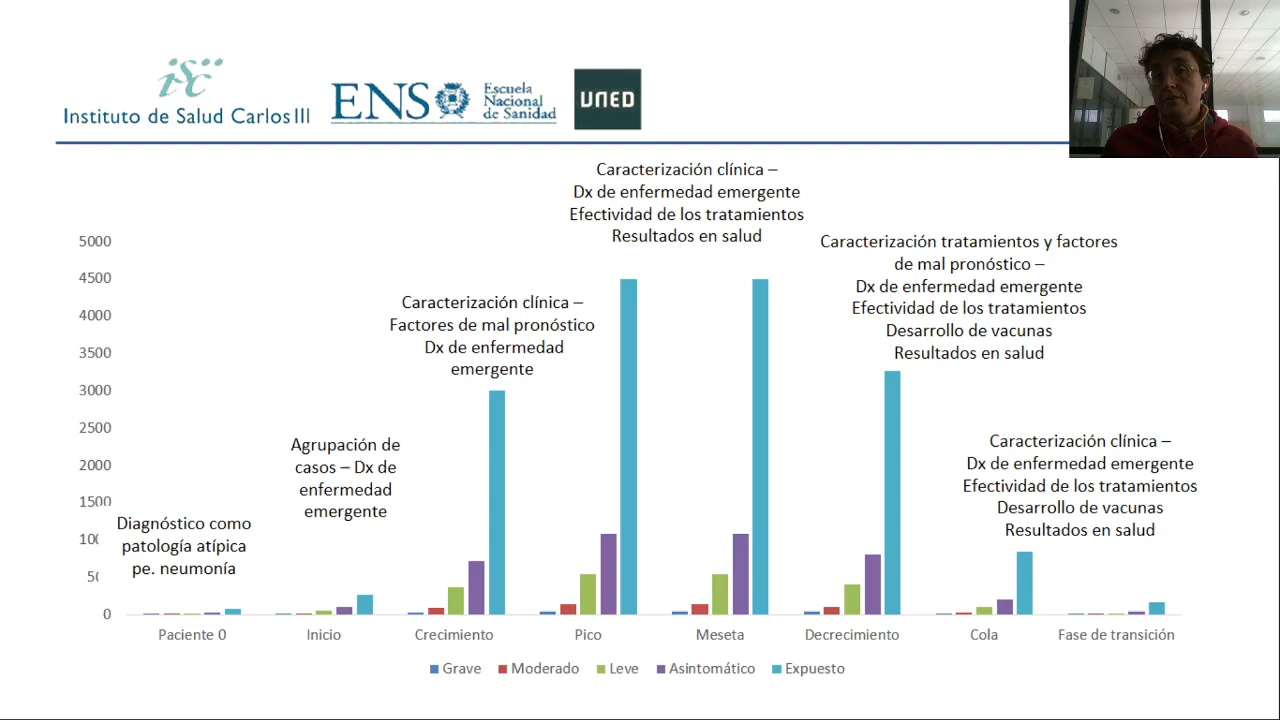 isc
Instituto de Salud Carlos III
ENS
Escuela
Nacional
de Sanidad
UNED
Caracterización clínica –
Dx de enfermedad emergente
Efectividad de los tratamientos
Resultados en salud
Caracterización tratamientos y factores
de mal pronóstico –
Dx de enfermedad emergente
Efectividad de los tratamientos
Desarrollo de vacunas
Resultados en salud
Caracterización clínica –
Factores de mal pronóstico
Dx de enfermedad
emergente
Agrupación de
casos – Dx de
enfermedad
emergente
Caracterización clínica –
Dx de enfermedad emergente
Efectividad de los tratamientos
Desarrollo de vacunas
Resultados en salud
Diagnóstico como
patología atípica
pe. neumonía
5000
4500
4000
3500
3000
2500
2000
1500
0
Paciente 0
Inicio
Crecimiento
Pico
Meseta
Decrecimiento
Cola
Fase de transición
Grave
Moderado
Leve
Asintomático
Expuesto